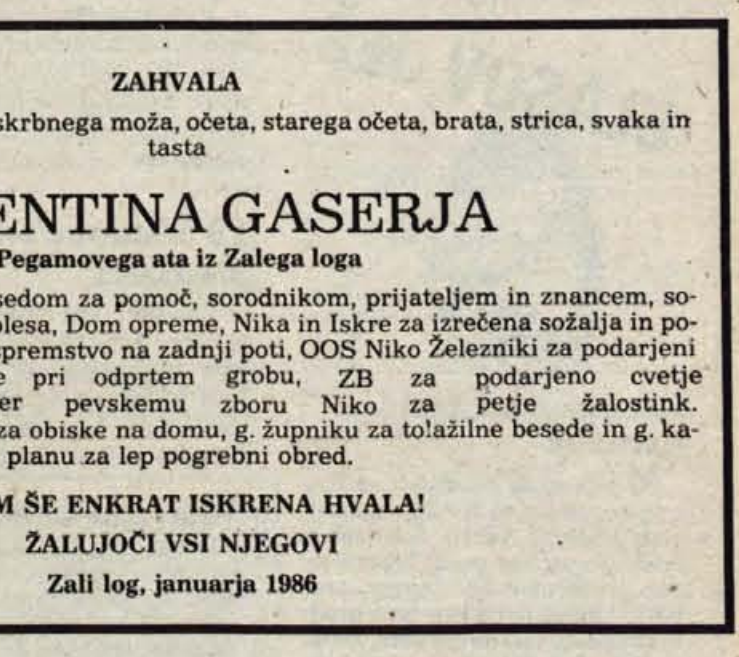 ZAHVALA
skrbnega moža, očeta, starega očeta, brata, strica, svaka in
tasta
ENTINA GASERJA
Pegamovega ata iz Zalega loga
sedom za pomoč, sorodnikom, prijateljem in znancem, so-
olesa, Dom opreme, Nika in Iskre za izrečena sožalja in po-
spremstvo na zadnji poti, OOS Niko Železniki za podarjeni
e pri odprtem grobu, ZB za podarjeno cvetje
er pevskemu zboru Niko za petje žalostink.
za obiske na domu, g. župniku za to!ažilne besede in g. ka-
planu za lep pogrebni obred.
M ŠE ENKRAT ISKRENA HVALA!
ŽALUJOČI VSI NJEGOVI
Zali log, januarja 1986